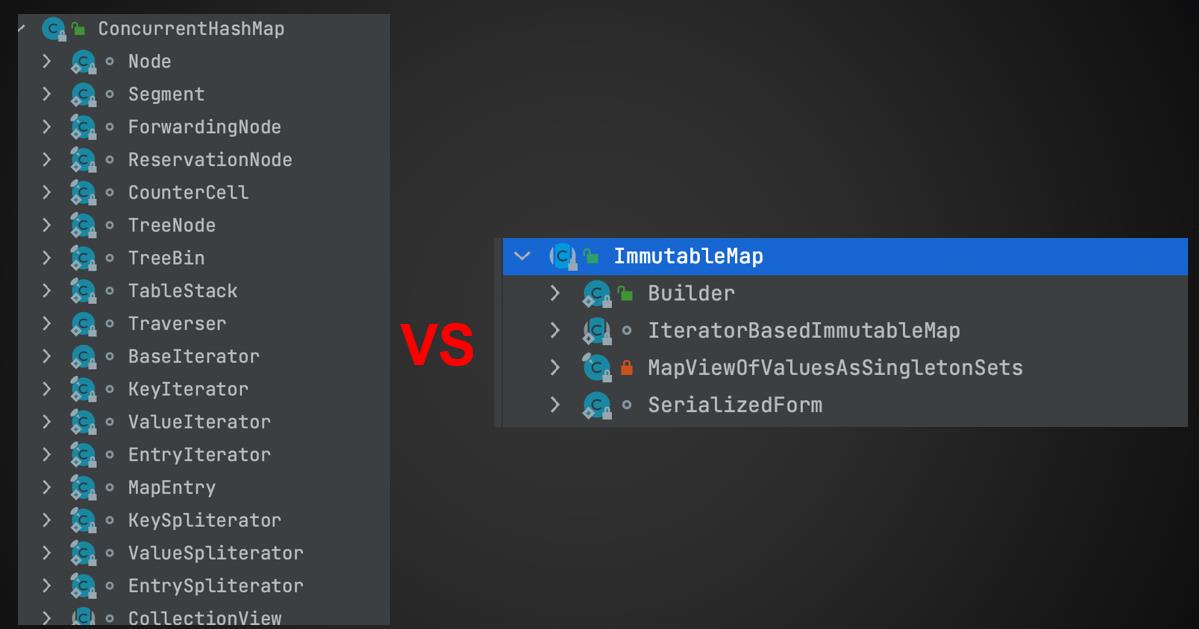 ConcurrentHashMap
Node
Segment
ForwardingNode
ReservationNode
CounterCell
TreeNode
TreeBin
TableStack
Traverser
BaseIterator
KeyIterator
ValueIterator
EntryIterator
MapEntry
KeySpliterator
ValueSpliterator
EntrySpliterator
CollectionView
VS
ImmutableMap
Builder
IteratorBasedImmutableMap
MapViewOfValuesAsSingletonSets
SerializedForm